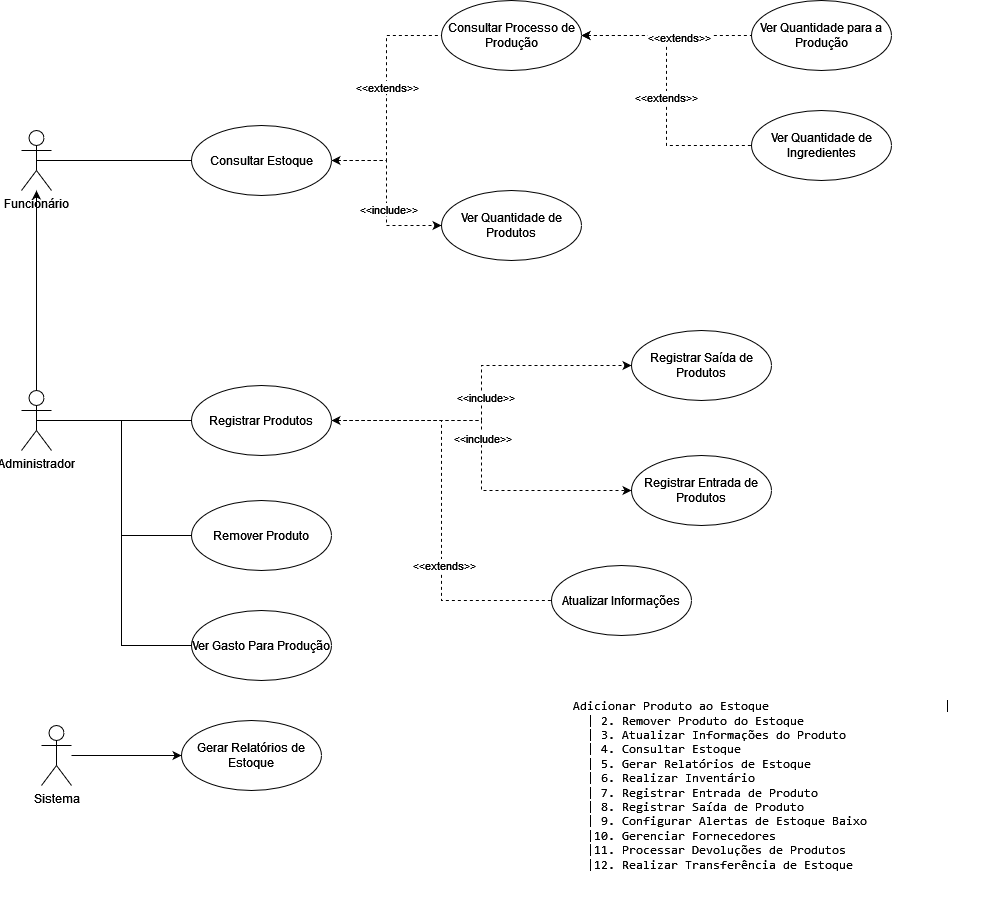 Consultar Processo de
Produção
<<extends>>
Ver Quantidade para a
Produção
<<extends>>
<<extends>>
Ver Quantidade de
Ingredientes
Consultar Estoque
Funcionário
<<include>>
Ver Quantidade de
Produtos
Registrar Saída de
Produtos
<<include>>
Registrar Produtos
<<include>>
Administrador
Registrar Entrada de
Produtos
Remover Produto
<<extends>>
Atualizar Informações
Ver Gasto Para Produção
Gerar Relatórios de
Estoque
Sistema
Adicionar Produto ao Estoque |
| 2. Remover Produto do Estoque
| 3. Atualizar Informações do Produto
| 4. Consultar Estoque
| 5. Gerar Relatórios de Estoque
| 6. Realizar Inventário
| 7. Registrar Entrada de Produto
| 8. Registrar Saída de Produto
| 9. Configurar Alertas de Estoque Baixo
|10. Gerenciar Fornecedores
|11. Processar Devoluções de Produtos
|12. Realizar Transferência de Estoque